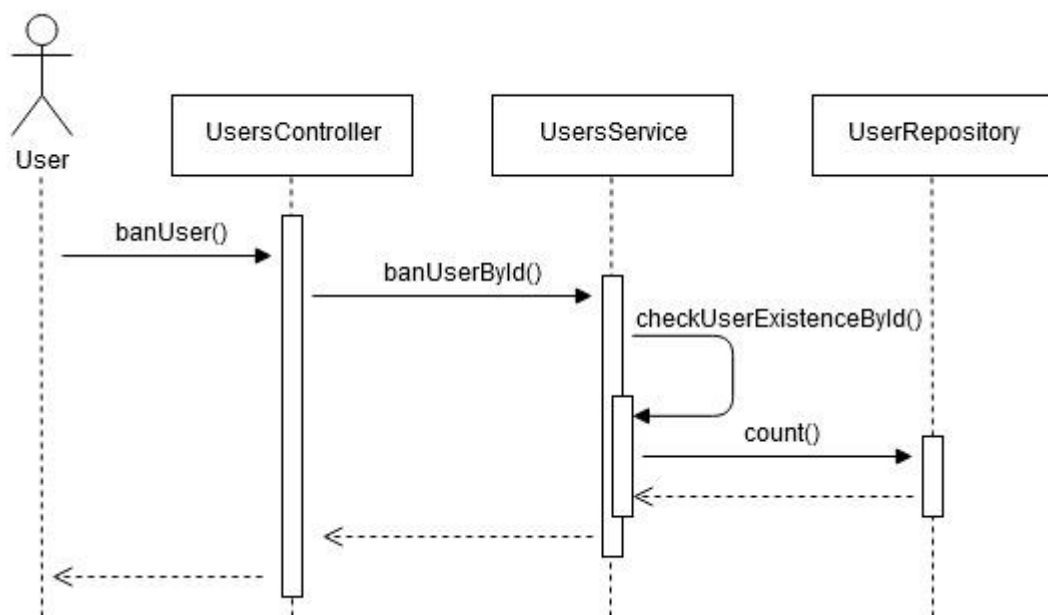 User
UsersController
UsersService
UserRepository
banUser()
banUserById()
checkUserExistenceById()
count()